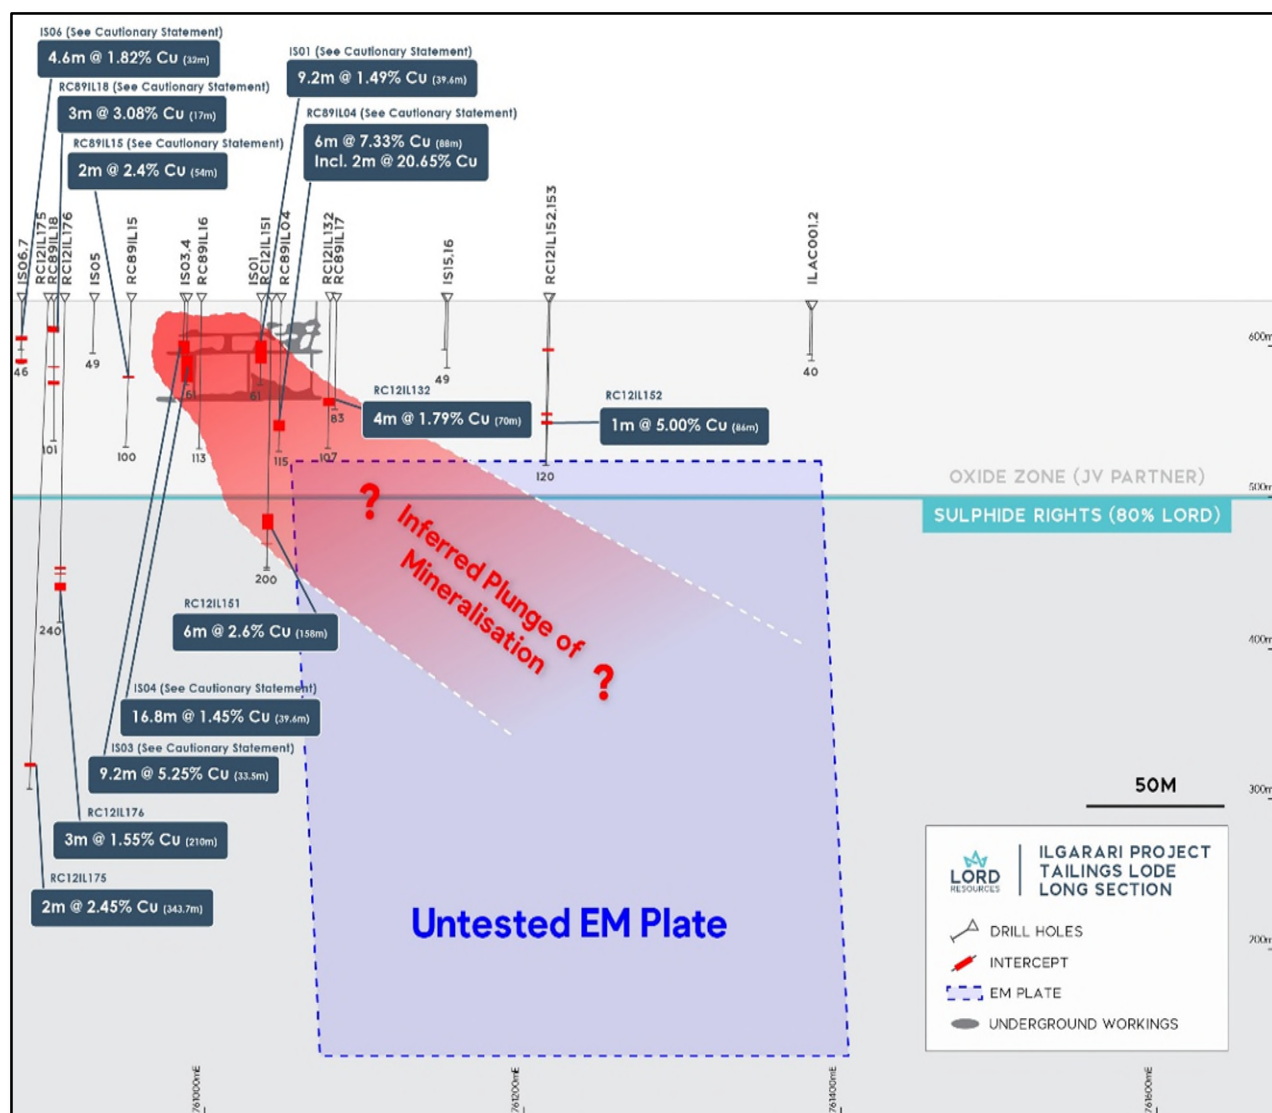 IS06 (See Cautionary Statement)
4.6m @ 1.82% Cu (32m)
RC89IL18 (See Cautionary Statement)
3m @ 3.08% Cu (17m)
RC89IL15 (See Cautionary Statement)
2m @ 2.4% Cu (54m)
IS01 (See Cautionary Statement)
9.2m @ 1.49% Cu (39.6m)
RC89IL04 (See Cautionary Statement)
6m @ 7.33% Cu (88m)
Incl. 2m @ 20.65% Cu
IS06,7
RC12IL175
RC89IL18
RC12IL176
IS05
RC89IL15
IS03,4
RC89IL16
IS01
RC12IL151
RC89IL04
RC12IL132
RC89IL17
IS15,16
RC12IL152,153
ILAC001,2
600m
46
49
61
61
49
40
RC12IL132
4m @ 1.79% Cu (70m)
83
RC12IL152
1m @ 5.00% Cu (86m)
101
100
113
115
107
120
OXIDE ZONE (JV PARTNER)
500m
SULPHIDE RIGHTS (80% LORD)
? Inferred Plunge of
Mineralisation ?
200
RC12IL151
6m @ 2.6% Cu (158m)
240
400m
IS04 (See Cautionary Statement)
16.8m @ 1.45% Cu (39.6m)
IS03 (See Cautionary Statement)
9.2m @ 5.25% Cu (33.5m)
RC12IL176
3m @ 1.55% Cu (210m)
RC12IL175
2m @ 2.45% Cu (343.7m)
300m
50M
Untested EM Plate
LORD
RESOURCES
ILGARARI PROJECT
TAILINGS LODE
LONG SECTION
DRILL HOLES
INTERCEPT
EM PLATE
UNDERGROUND WORKINGS
700m
761000mE
761200mE
761400mE
761600mE